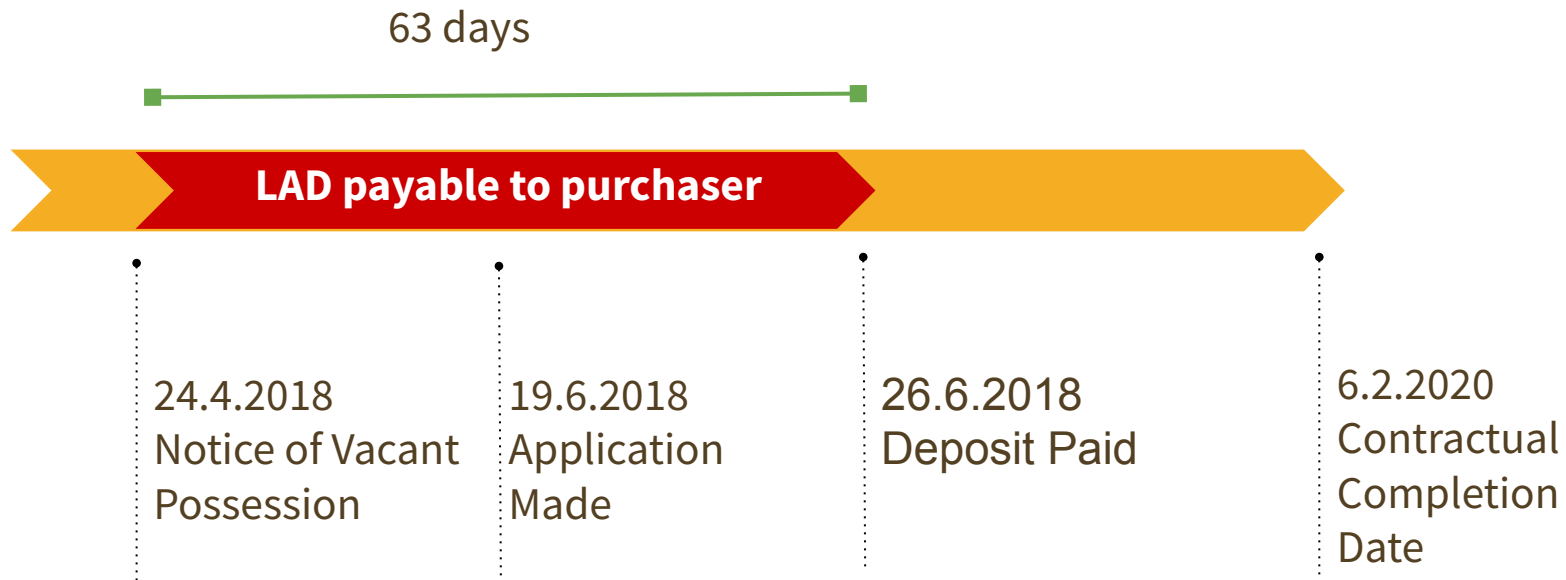 63 days
LAD payable to purchaser
24.4.2018
Notice of Vacant
Possession
19.6.2018
Application
Made
26.6.2018
Deposit Paid
6.2.2020
Contractual
Completion
Date